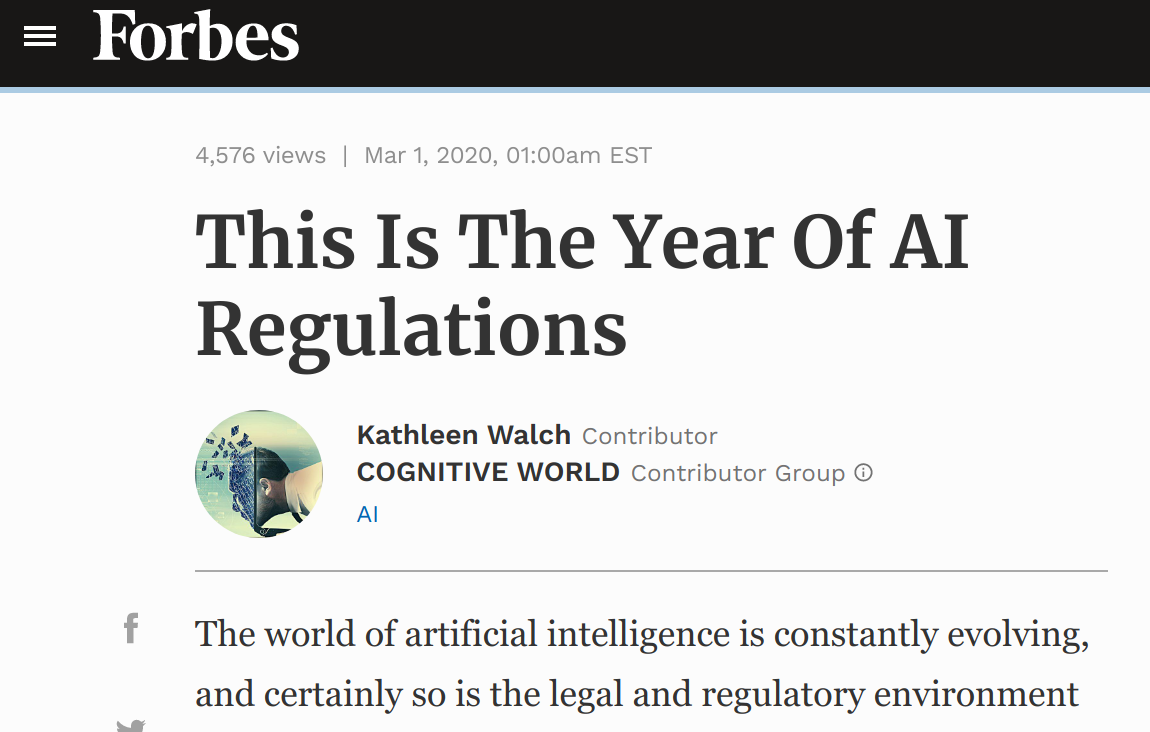 Forbes
4,576 views | Mar 1, 2020, 01:00am EST
This Is The Year Of AI
Regulations
Kathleen Walch Contributor
COGNITIVE WORLD Contributor Group
AI
The world of artificial intelligence is constantly evolving,
and certainly so is the legal and regulatory environment